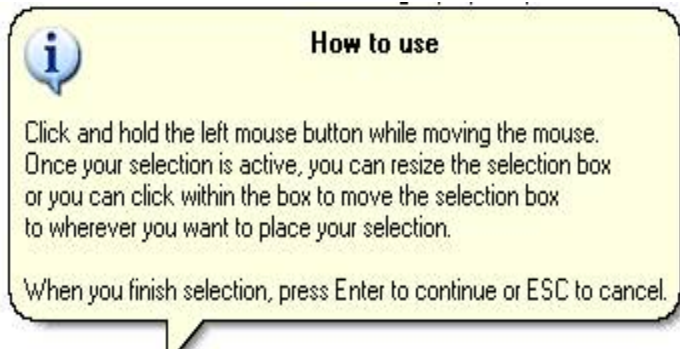 How to use
Click and hold the left mouse button while moving the mouse.
Once your selection is active, you can resize the selection box
or you can click within the box to move the selection box
to wherever you want to place your selection.
When you finish selection, press Enter to continue or ESC to cancel.